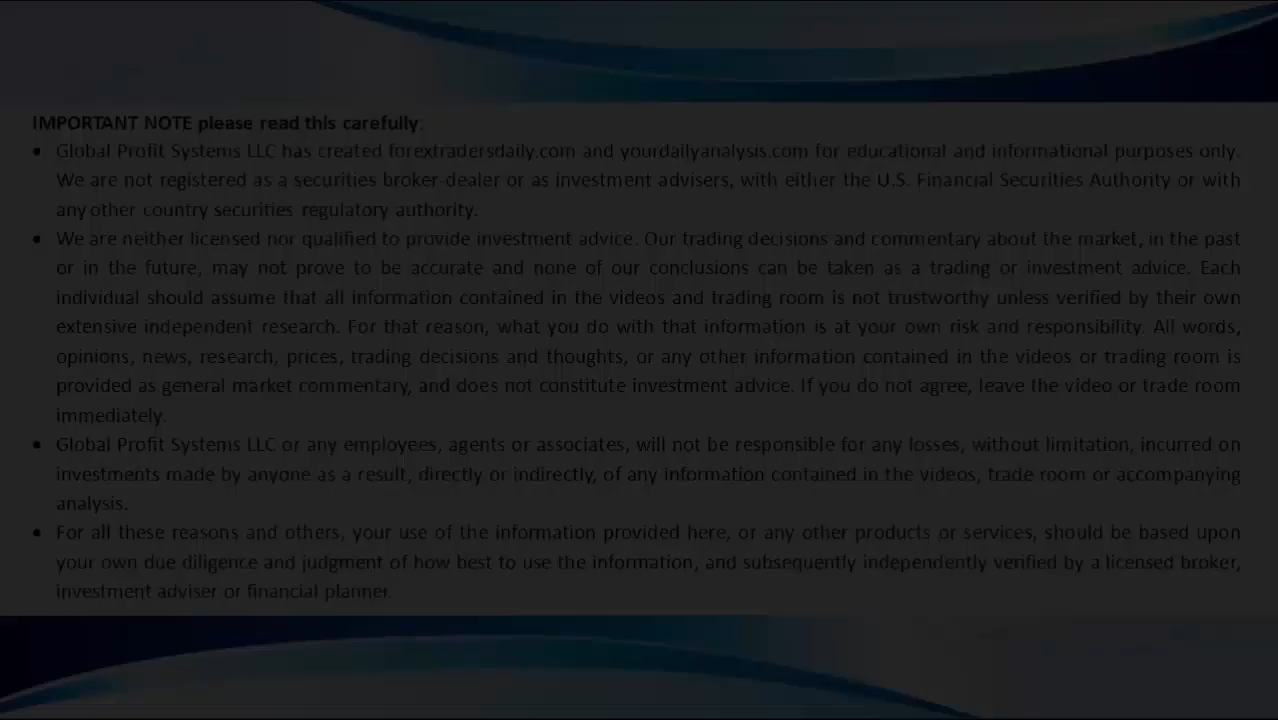 IMPORTANT NOTE please read this carefully:
• Global Profit Systems LLC has created forextradersdaily.com and yourdailyanalysis.com for educational and informational purposes only.
We are not registered as a securities broker-dealer or as investment advisers, with either the U.S. Financial Securities Authority or with
any other country securities regulatory authority.
• We are neither licensed nor qualified to provide investment advice. Our trading decisions and commentary about the market, in the past
or in the future, may not prove to be accurate and none of our conclusions can be taken as a trading or investment advice. Each
individual should assume that all information contained in the videos and trading room is not trustworthy unless verified by their own
extensive independent research. For that reason, what you do with that information is at your own risk and responsibility. All words,
opinions, news, research, prices, trading decisions and thoughts, or any other information contained in the videos or trading room is
provided as general market commentary, and does not constitute investment advice. If you do not agree, leave the video or trade room
immediately.
• Global Profit Systems LLC or any employees, agents or associates, will not be responsible for any losses, without limitation, incurred on
investments made by anyone as a result, directly or indirectly, of any information contained in the videos, trade room or accompanying
analysis.
• For all these reasons and others, your use of the information provided here, or any other products or services, should be based upon
your own due diligence and judgment of how best to use the information, and subsequently independently verified by a licensed broker,
investment adviser or financial planner.